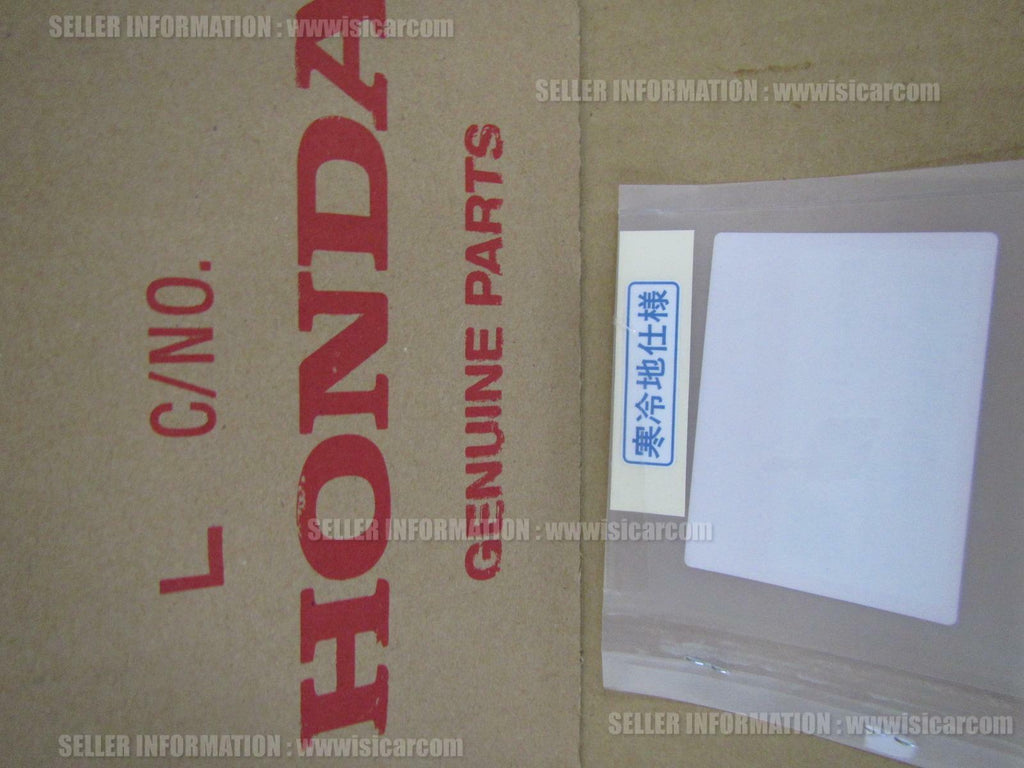 SELLER INFORMATION : wwwisicarcom
SELLER INFORMATION : wwwisicarcom
L C/NO.
HONDA
GENUINE PARTS
寒冷地仕様
SELLER INFORMATION : wwwisicarcom
SELLER INFORMATION : wwwisicarcom
SELLER INFORMATION : wwwisicarcom